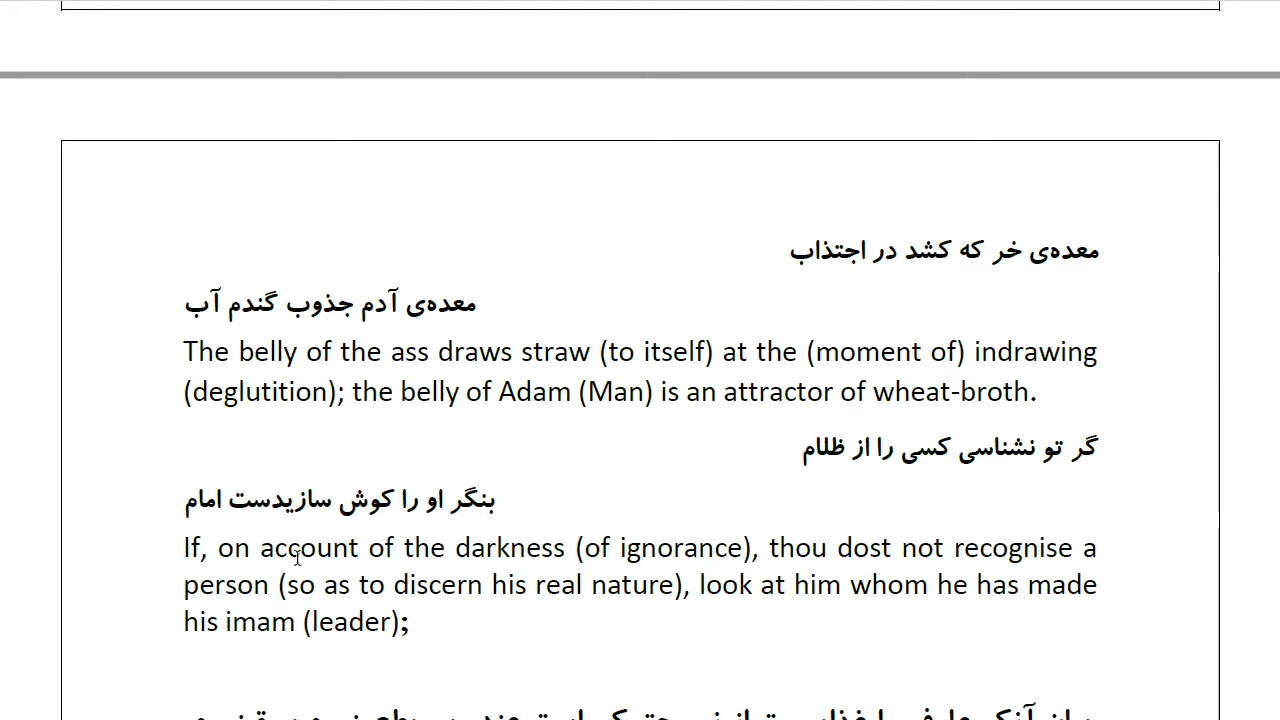 معده‌ی خر که کشد در اجتذاب
معده‌ی آدم جذوب گندم آب
The belly of the ass draws straw (to itself) at the (moment of) indrawing
(deglutition); the belly of Adam (Man) is an attractor of wheat-broth.
گر تو نشناسی کسی را از ظلام
بنگر او را کوش سازیدست امام
If, on account of the darkness (of ignorance), thou dost not recognise a
person (so as to discern his real nature), look at him whom he has made
his imam (leader);